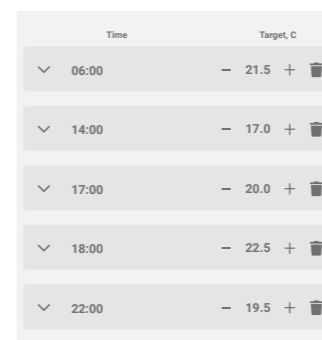 Time Target, C
06:00 − 21.5 +
14:00 − 17.0 +
17:00 − 20.0 +
18:00 − 22.5 +
22:00 − 19.5 +